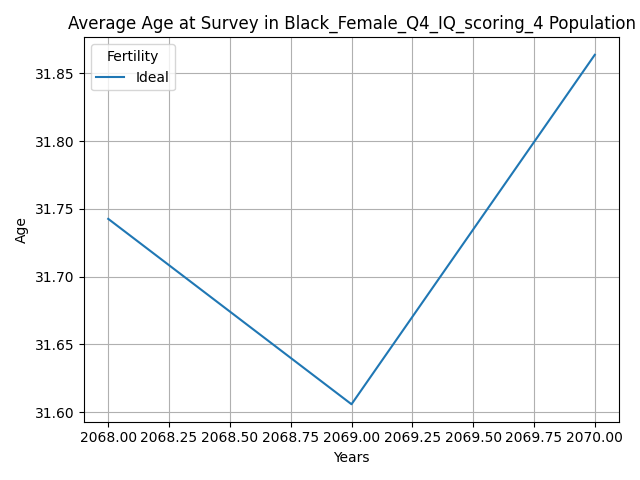 Average Age at Survey in Black_Female_Q4_IQ_scoring_4 Population
Fertility
Ideal
Age
31.85
31.80
31.75
31.70
31.65
31.60
2068.00 2068.25 2068.50 2068.75 2069.00 2069.25 2069.50 2069.75 2070.00
Years